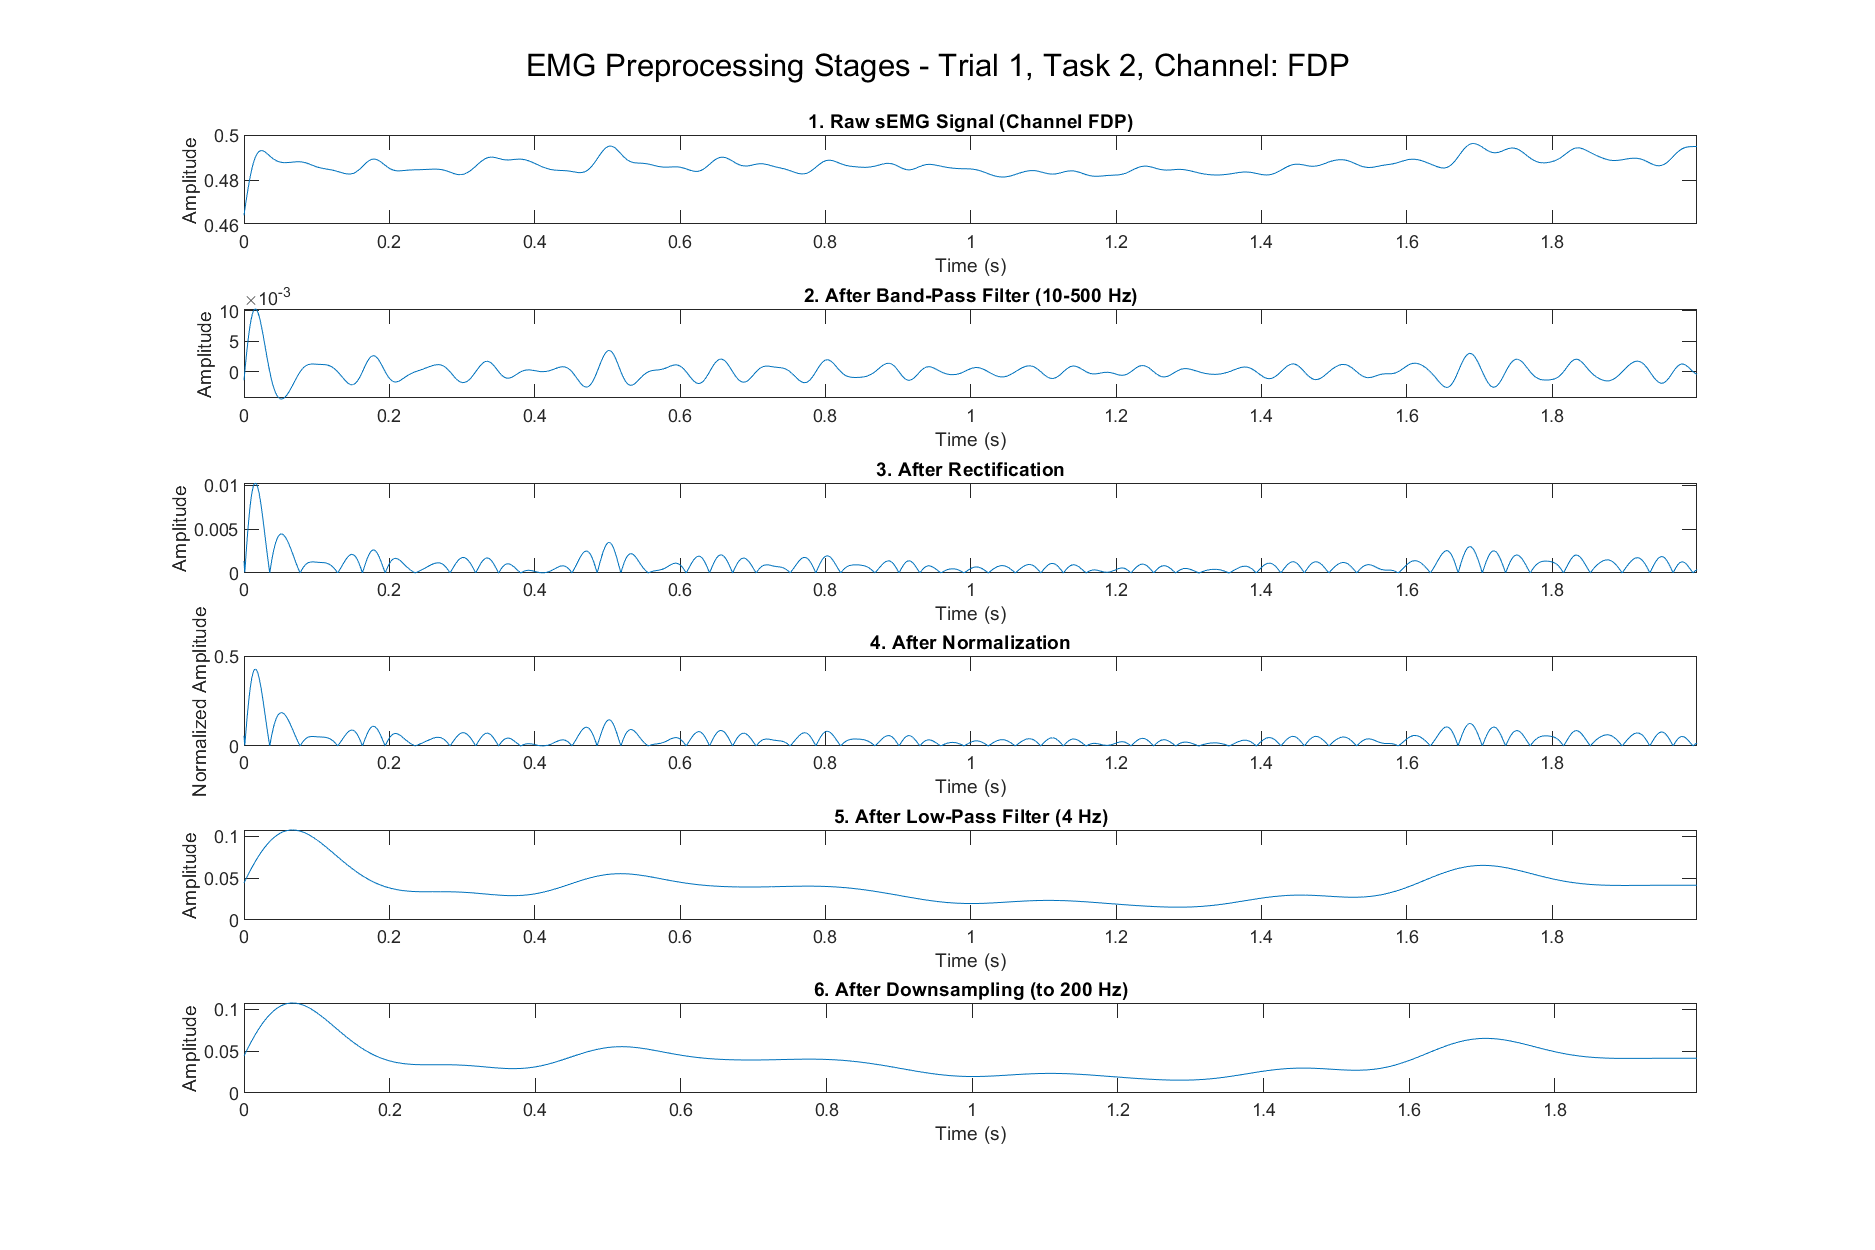 EMG Preprocessing Stages - Trial 1, Task 2, Channel: FDP
1. Raw sEMG Signal (Channel FDP)
Amplitude
0.5
0.48
0.46
0 0.2 0.4 0.6 0.8 1 1.2 1.4 1.6 1.8
Time (s)
2. After Band-Pass Filter (10-500 Hz)
×10-3
Amplitude
10
5
0
0 0.2 0.4 0.6 0.8 1 1.2 1.4 1.6 1.8
Time (s)
3. After Rectification
Amplitude
0.01
0.005
0
0 0.2 0.4 0.6 0.8 1 1.2 1.4 1.6 1.8
Time (s)
4. After Normalization
Normalized Amplitude
0.5
0
0 0.2 0.4 0.6 0.8 1 1.2 1.4 1.6 1.8
Time (s)
5. After Low-Pass Filter (4 Hz)
Amplitude
0.1
0.05
0
0 0.2 0.4 0.6 0.8 1 1.2 1.4 1.6 1.8
Time (s)
6. After Downsampling (to 200 Hz)
Amplitude
0.1
0.05
0
0 0.2 0.4 0.6 0.8 1 1.2 1.4 1.6 1.8
Time (s)